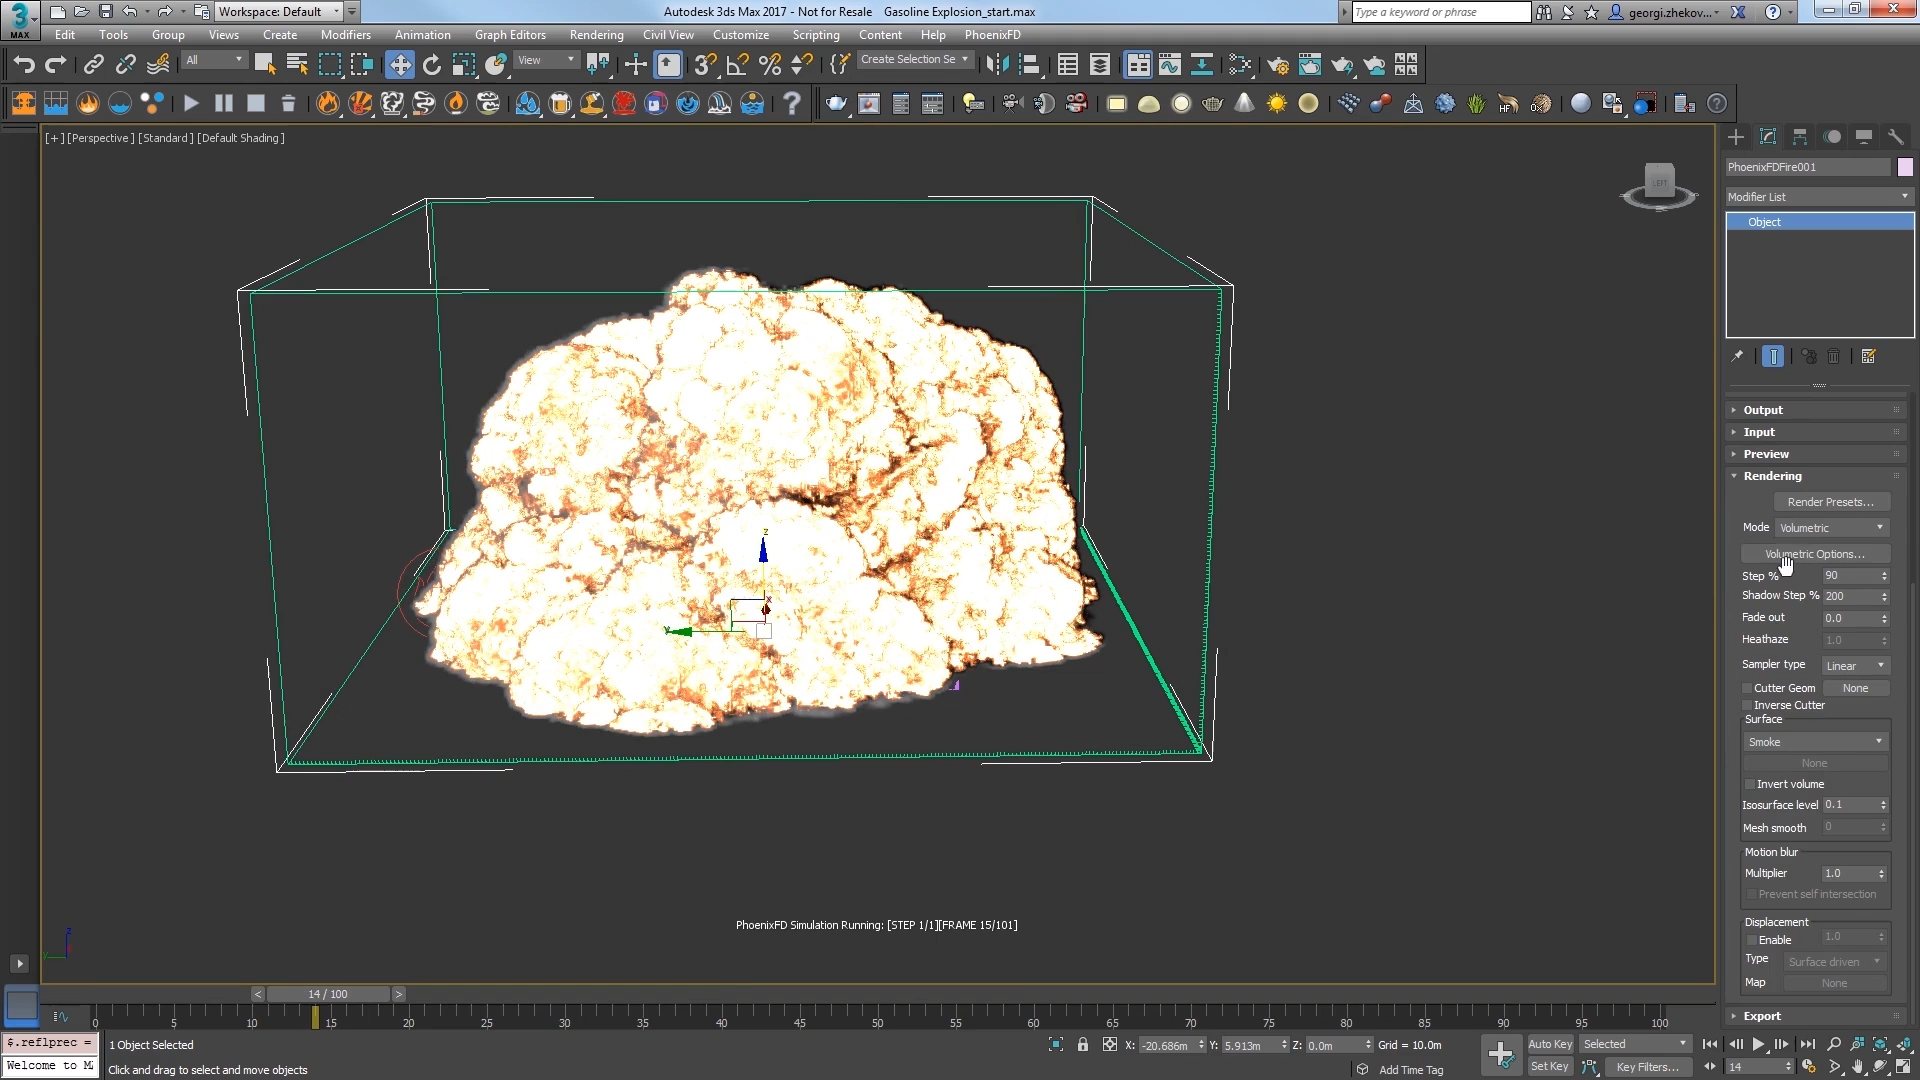 Workspace: Default
Autodesk 3ds Max 2017 - Not for Resale    Gasoline Explosion_start.max
Type a keyword or phrase
georgi.zhekov...
MAX
Edit Tools Group Views Create Modifiers Animation Graph Editors Rendering Civil View Customize Scripting Content Help PhoenixFD
All
View
Create Selection Se
HF
[+] [Perspective] [Standard] [Default Shading]
LEFT
PhoenixFDFire001
Modifier List
Object
Output
Input
Preview
Rendering
Render Presets...
Mode Volumetric
Volumetric Options...
Step % 90
Shadow Step % 200
Fade out 0.0
Heathaze 1.0
Sampler type Linear
Cutter Geom None
Inverse Cutter
Surface
Smoke
None
Invert volume
Isosurface level 0.1
Mesh smooth 0
Motion blur
Multiplier 1.0
Prevent self intersection
Displacement
Enable 1.0
Type Surface driven
Map None
Export
z
x
y
PhoenixFD Simulation Running: [STEP 1/1][FRAME 15/101]
z
y
< 14 / 100 >
0 5 10 15 20 25 30 35 40 45 50 55 60 65 70 75 80 85 90 95 100
$.reflprec =
1 Object Selected
X: -20.686m Y: 5.913m Z: 0.0m Grid = 10.0m
Auto Key Selected
Welcome to M
Click and drag to select and move objects
Add Time Tag
Set Key Key Filters...
14